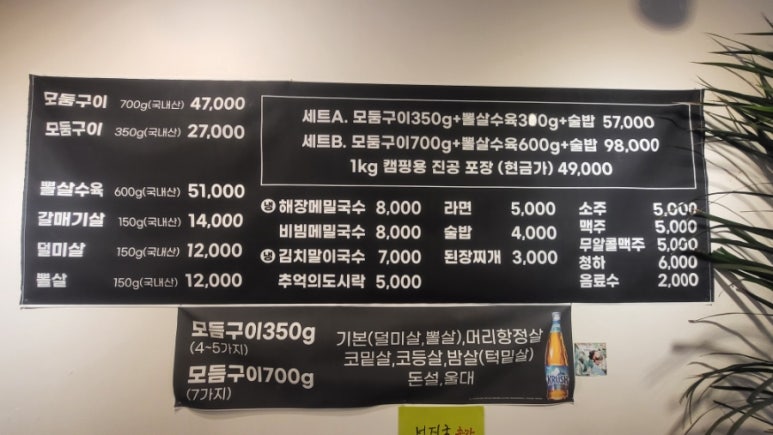 모둠구이 700g(국내산) 47,000
모둠구이 350g(국내산) 27,000
뽈살수육 600g(국내산) 51,000
갈매기살 150g(국내산) 14,000
덜미살 150g(국내산) 12,000
뽈살 150g(국내산) 12,000
세트A. 모둠구이350g+뽈살수육300g+술밥 57,000
세트B. 모둠구이700g+뽈살수육600g+술밥 98,000
1kg 캠핑용 진공 포장 (현금가) 49,000
냉 해장메밀국수 8,000
비빔메밀국수 8,000
냉 김치말이국수 7,000
추억의도시락 5,000
라면 5,000
술밥 4,000
된장찌개 3,000
소주 5,000
맥주 5,000
무알콜맥주 5,000
청하 6,000
음료수 2,000
모듬구이350g
(4~5가지)
모듬구이700g
(7가지)
기본(덜미살,뽈살),머리항정살
코밑살,코등살,밤살(턱밑살)
돈설,울대
KRUSH